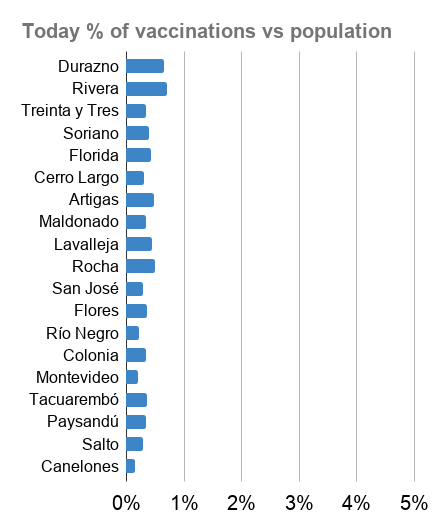 Today % of vaccinations vs population
Durazno
Rivera
Treinta y Tres
Soriano
Florida
Cerro Largo
Artigas
Maldonado
Lavalleja
Rocha
San José
Flores
Río Negro
Colonia
Montevideo
Tacuarembó
Paysandú
Salto
Canelones
0% 1% 2% 3% 4% 5%